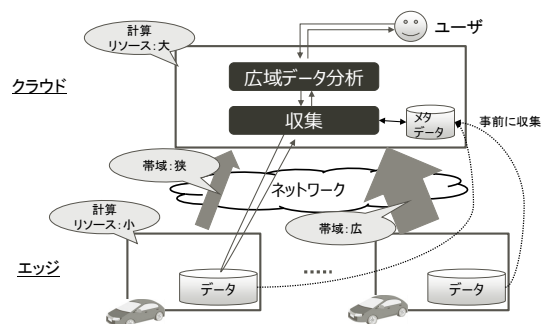 ユーザ
計算
リソース：大
クラウド
広域データ分析
収集
メタ
データ
事前に収集
帯域：狭
ネットワーク
計算
リソース：小
帯域：広
エッジ
データ
データ